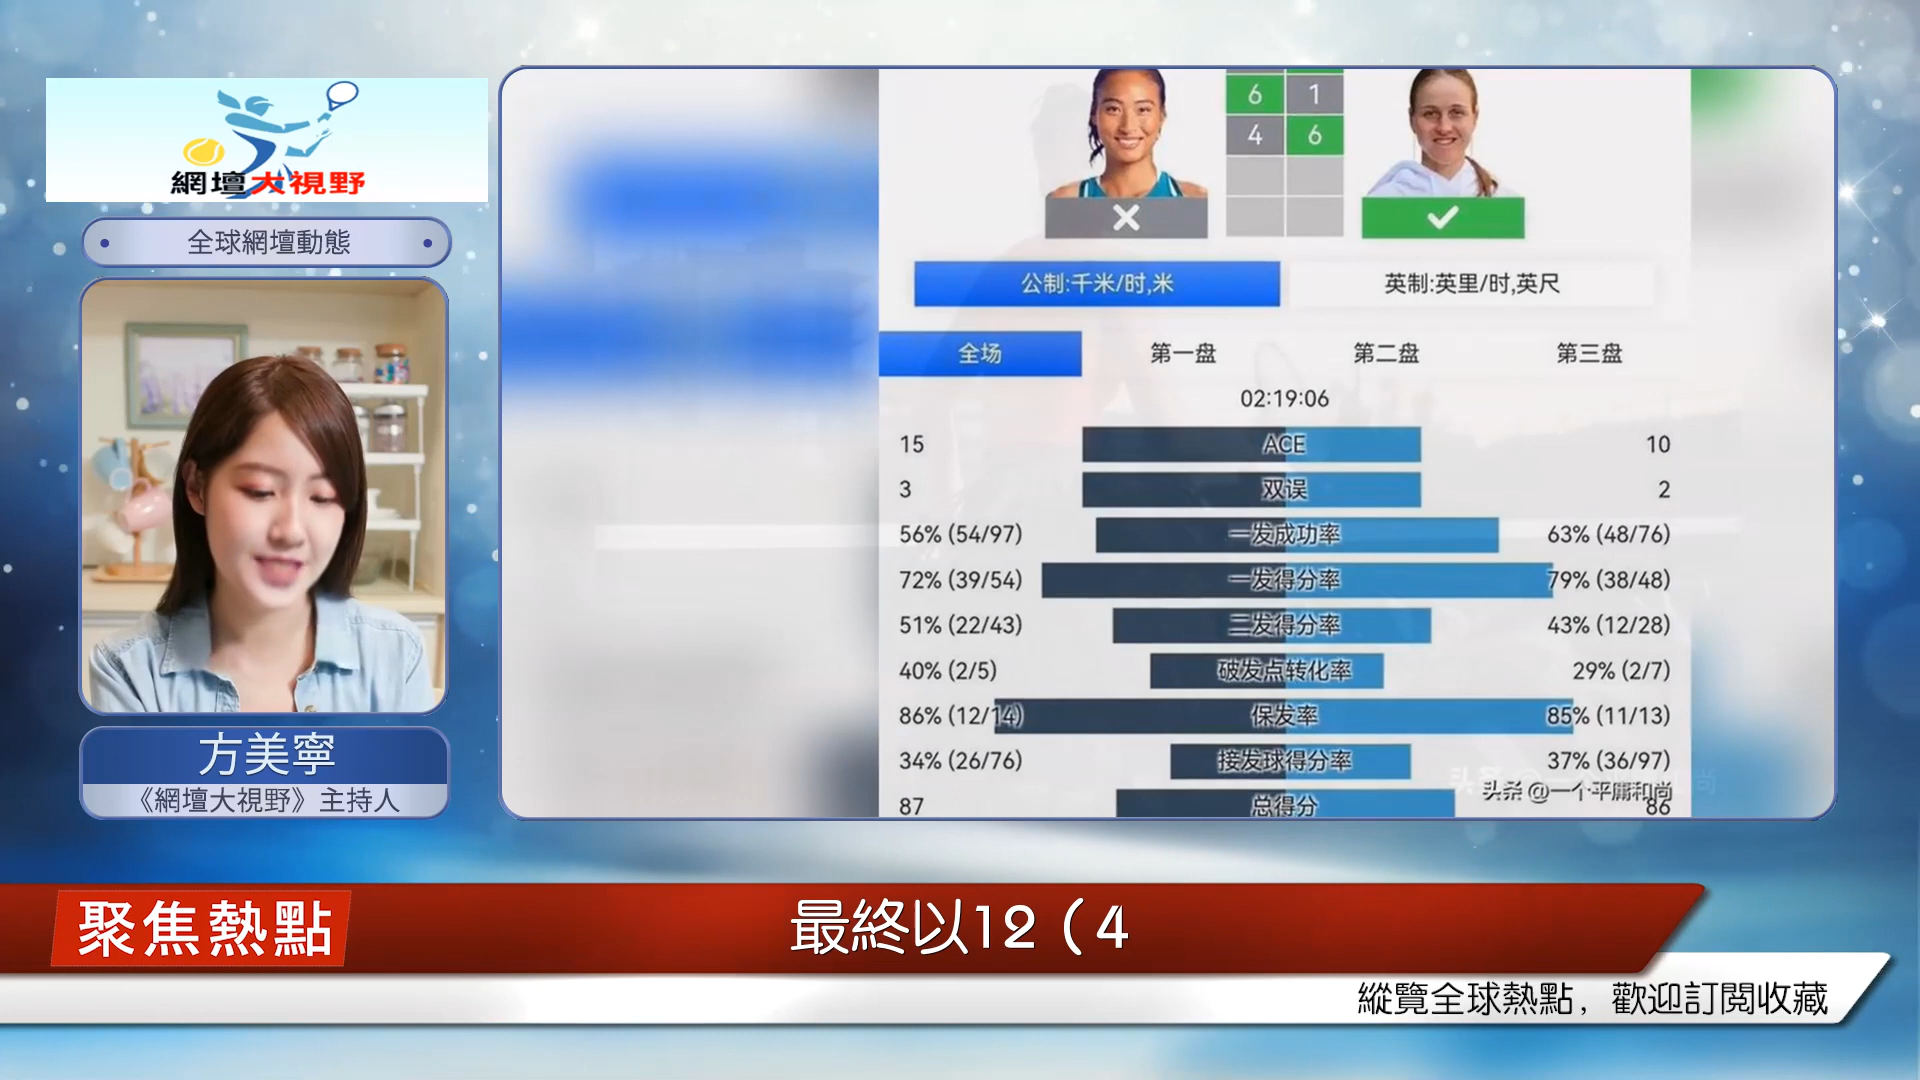 網壇大視野
全球網壇動態
方美寧
《網壇大視野》主持人
6 1
4 6
公制:千米/时,米 英制:英里/时,英尺
全场 第一盘 第二盘 第三盘
02:19:06
15 ACE 10
3 双误 2
56% (54/97) 一发成功率 63% (48/76)
72% (39/54) 一发得分率 79% (38/48)
51% (22/43) 二发得分率 43% (12/28)
40% (2/5) 破发点转化率 29% (2/7)
86% (12/14) 保发率 85% (11/13)
34% (26/76) 接发球得分率 37% (36/97)
头条 @一个平庸和尚
87 总得分 86
聚焦熱點
最終以12（4
縱覽全球熱點，歡迎訂閱收藏